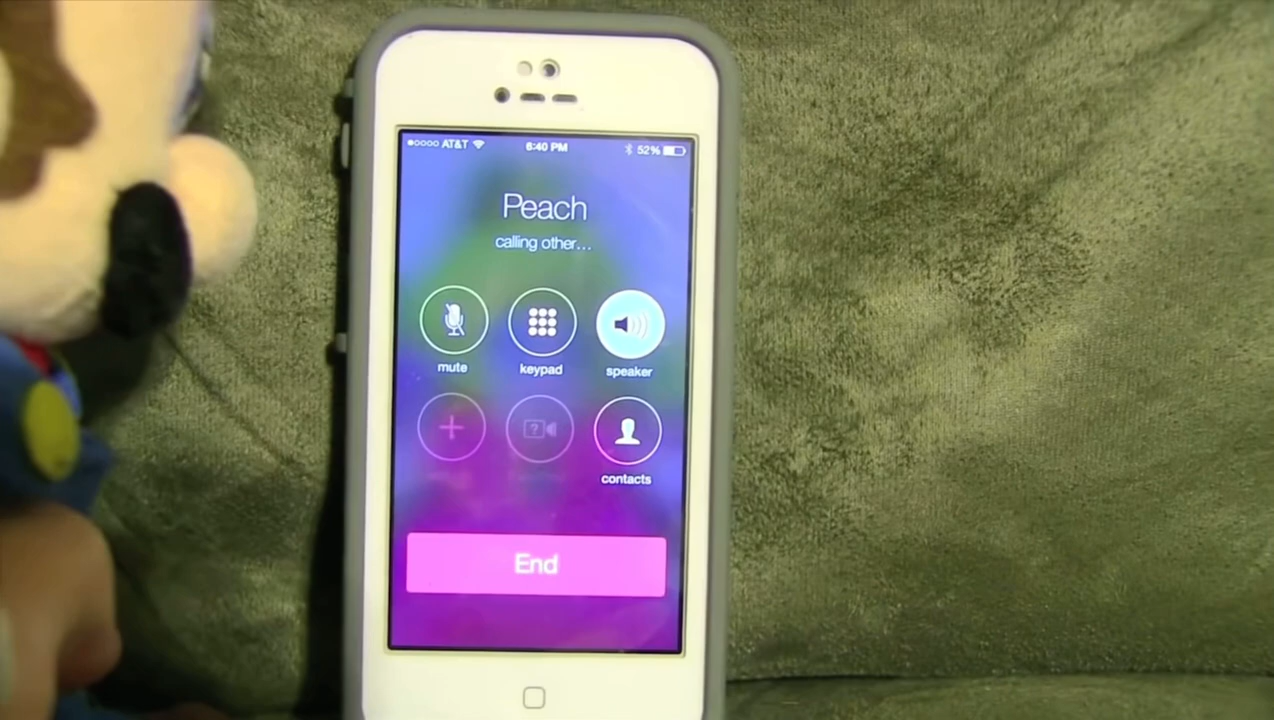 AT&T 6:40 PM 52%
Peach
calling other...
mute keypad speaker
contacts
End